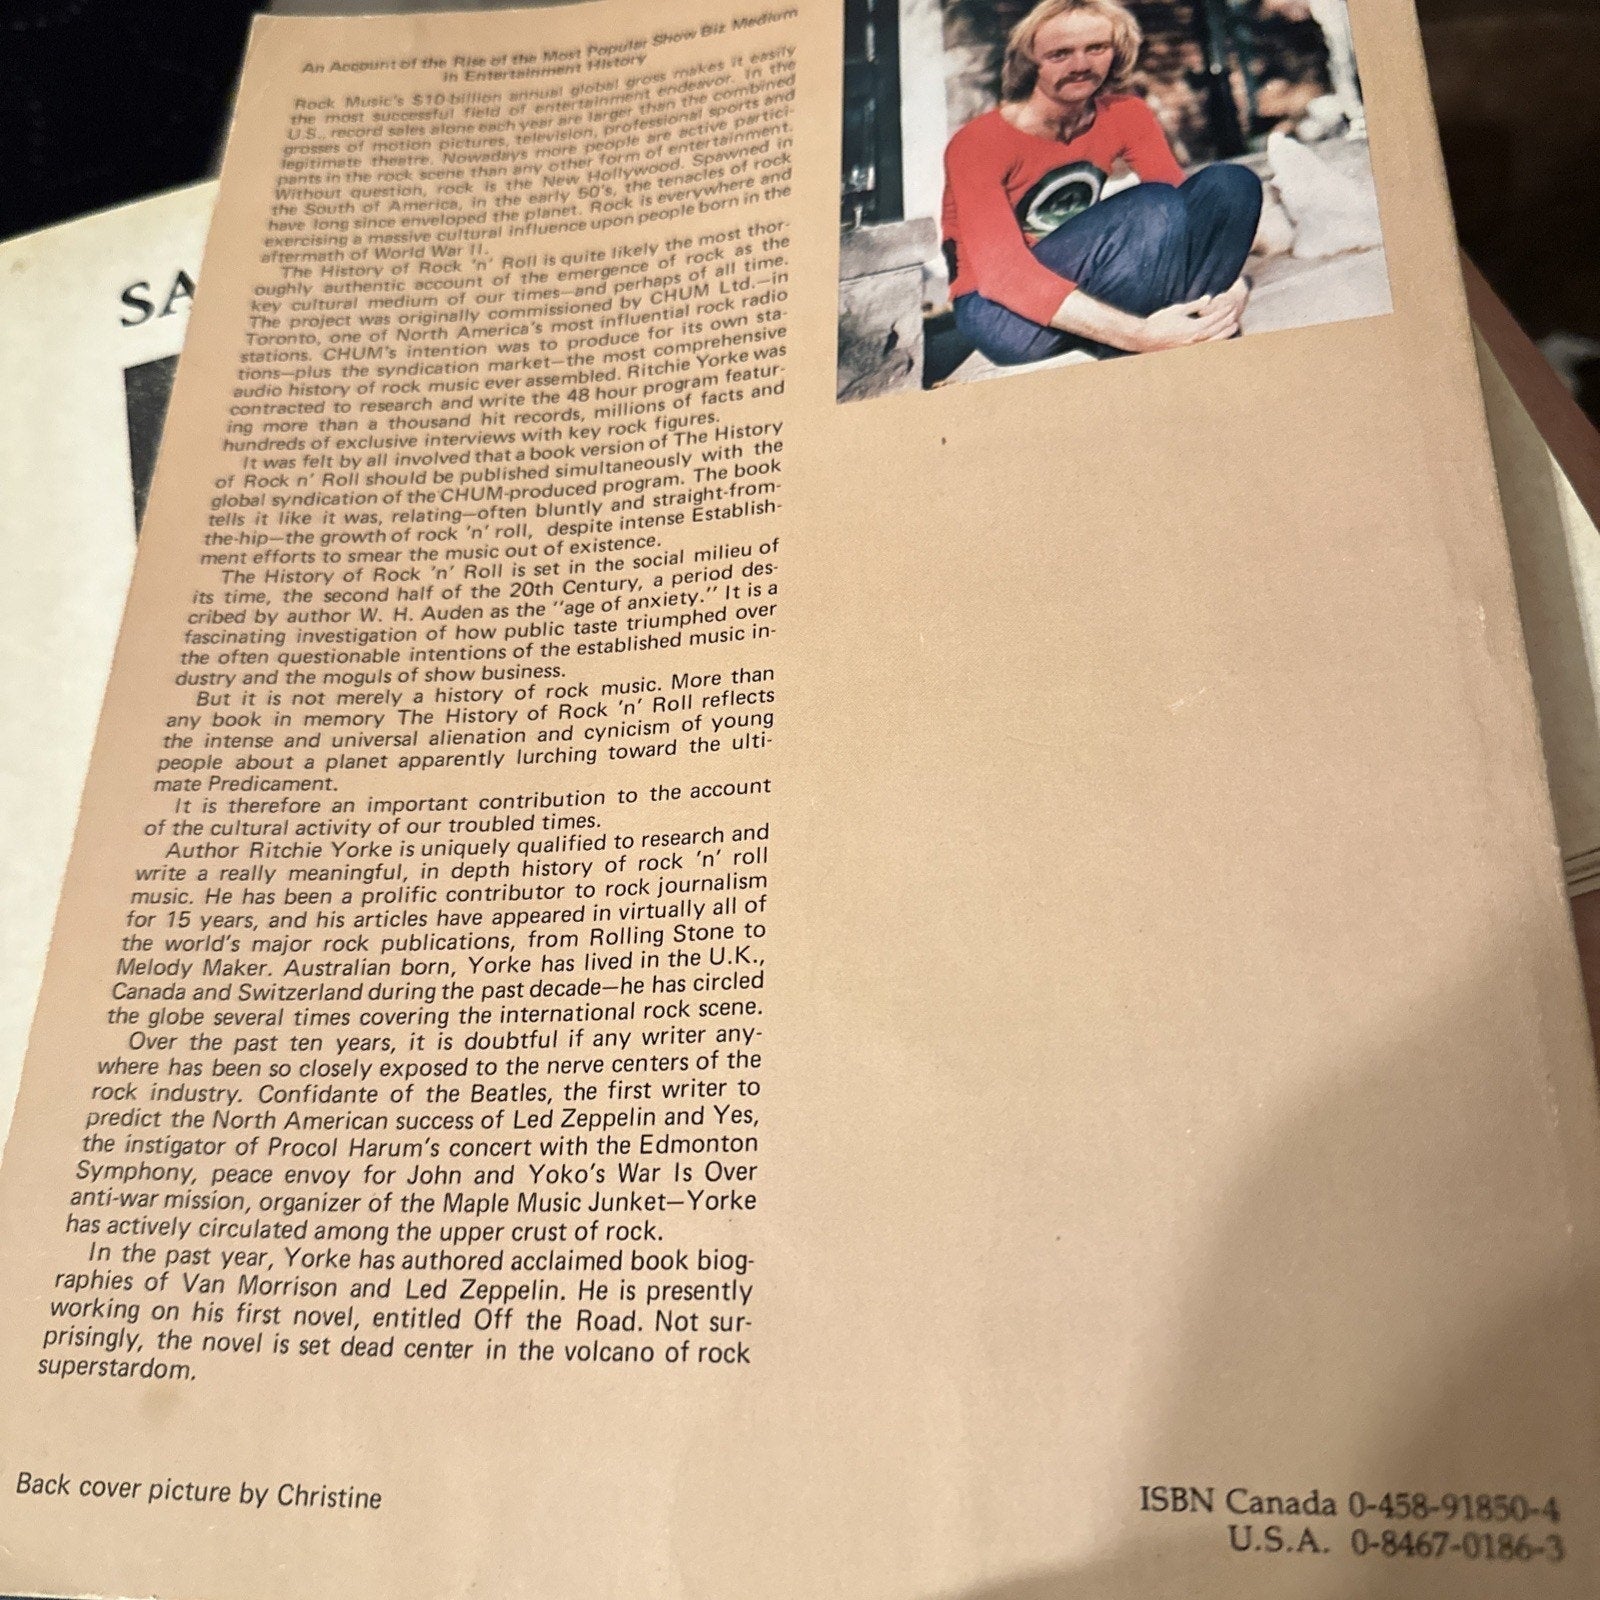 An Account of the Rise of the Most Popular Show Biz Medium
in Entertainment History
Rock Music's $10 billion annual global gross makes it easily
the most successful field of entertainment endeavor. In the
U.S., record sales alone each year are larger than the combined
grosses of motion pictures, television, professional sports and
legitimate theatre. Nowadays more people are active partici-
pants in the rock scene than any other form of entertainment.
Without question, rock is the New Hollywood. Spawned in
the South of America, in the early 50's, the tenacles of rock
have long since enveloped the planet. Rock is everywhere and
exercising a massive cultural influence upon people born in the
aftermath of World War II.
The History of Rock 'n' Roll is quite likely the most thor-
oughly authentic account of the emergence of rock as the
key cultural medium of our times—and perhaps of all time.
The project was originally commissioned by CHUM Ltd.—in
Toronto, one of North America's most influential rock radio
stations. CHUM's intention was to produce for its own sta-
tions—plus the syndication market—the most comprehensive
audio history of rock music ever assembled. Ritchie Yorke was
contracted to research and write the 48 hour program featur-
ing more than a thousand hit records, millions of facts and
hundreds of exclusive interviews with key rock figures.
It was felt by all involved that a book version of The History
of Rock n' Roll should be published simultaneously with the
global syndication of the CHUM-produced program. The book
tells it like it was, relating—often bluntly and straight-from-
the-hip—the growth of rock 'n' roll, despite intense Establish-
ment efforts to smear the music out of existence.
The History of Rock 'n' Roll is set in the social milieu of
its time, the second half of the 20th Century, a period des-
cribed by author W. H. Auden as the "age of anxiety." It is a
fascinating investigation of how public taste triumphed over
the often questionable intentions of the established music in-
dustry and the moguls of show business.
But it is not merely a history of rock music. More than
any book in memory The History of Rock 'n' Roll reflects
the intense and universal alienation and cynicism of young
people about a planet apparently lurching toward the ulti-
mate Predicament.
It is therefore an important contribution to the account
of the cultural activity of our troubled times.
Author Ritchie Yorke is uniquely qualified to research and
write a really meaningful, in depth history of rock 'n' roll
music. He has been a prolific contributor to rock journalism
for 15 years, and his articles have appeared in virtually all of
the world's major rock publications, from Rolling Stone to
Melody Maker. Australian born, Yorke has lived in the U.K.,
Canada and Switzerland during the past decade—he has circled
the globe several times covering the international rock scene.
Over the past ten years, it is doubtful if any writer any-
where has been so closely exposed to the nerve centers of the
rock industry. Confidante of the Beatles, the first writer to
predict the North American success of Led Zeppelin and Yes,
the instigator of Procol Harum's concert with the Edmonton
Symphony, peace envoy for John and Yoko's War Is Over
anti-war mission, organizer of the Maple Music Junket—Yorke
has actively circulated among the upper crust of rock.
In the past year, Yorke has authored acclaimed book biog-
raphies of Van Morrison and Led Zeppelin. He is presently
working on his first novel, entitled Off the Road. Not sur-
prisingly, the novel is set dead center in the volcano of rock
superstardom.
Back cover picture by Christine
ISBN Canada 0-458-91850-4
U.S.A. 0-8467-0186-3
SA